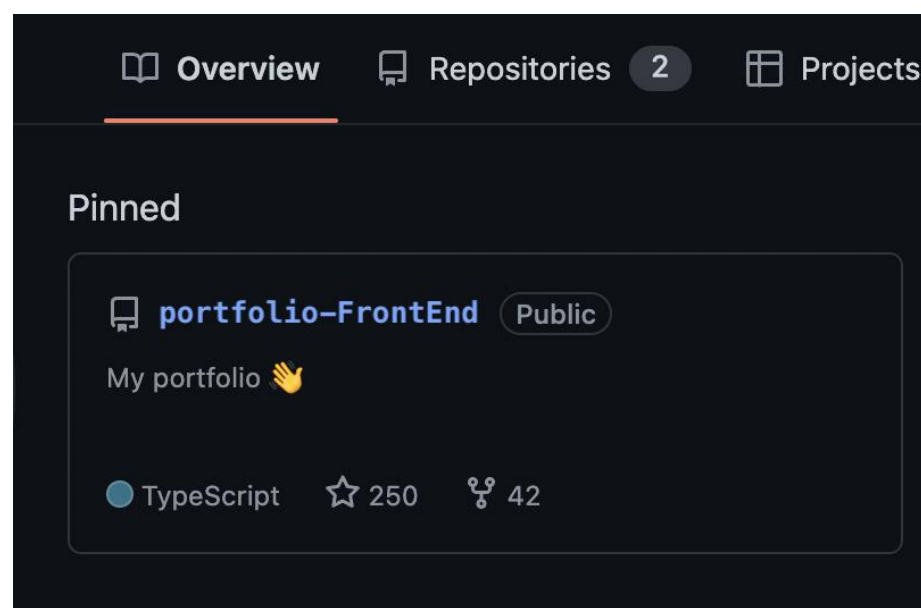 Overview Repositories 2 Projects
Pinned
portfolio-FrontEnd Public
My portfolio 👋
TypeScript 250 42